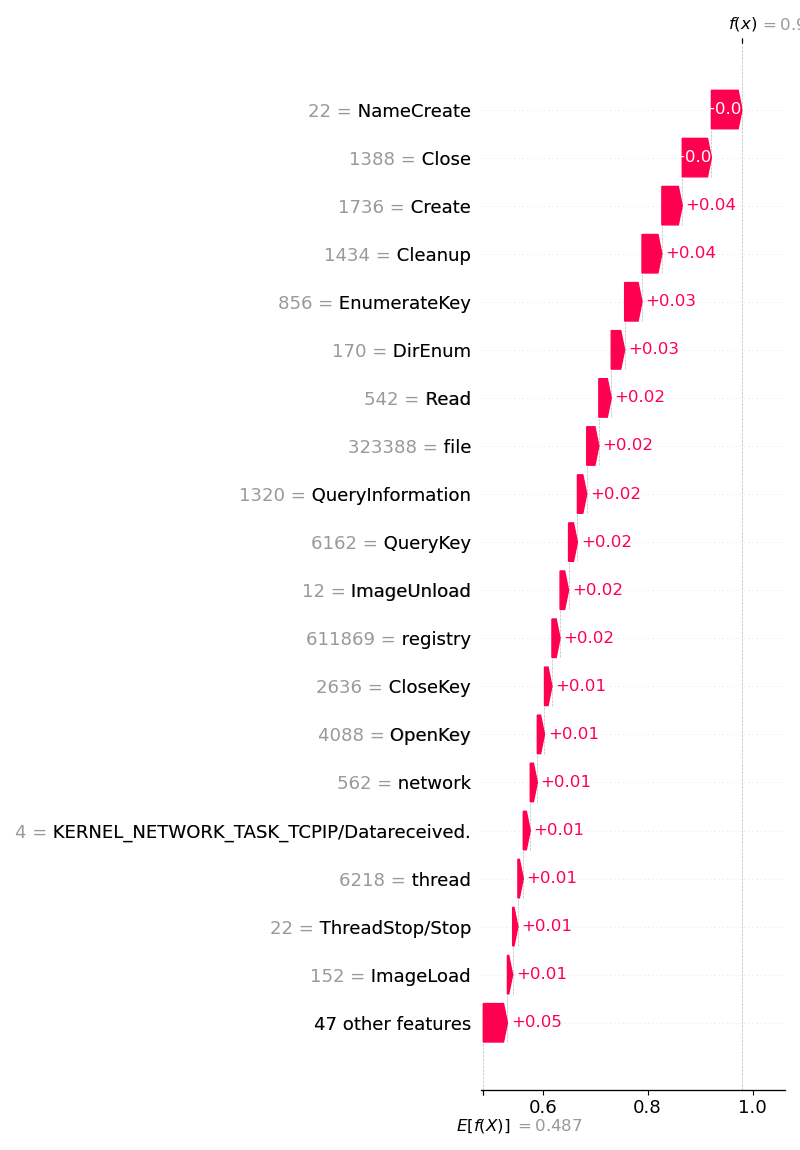 f(x) = 0.9
22 = NameCreate
+0.0
1388 = Close
+0.0
1736 = Create
+0.04
1434 = Cleanup
+0.04
856 = EnumerateKey
+0.03
170 = DirEnum
+0.03
542 = Read
+0.02
323388 = file
+0.02
1320 = QueryInformation
+0.02
6162 = QueryKey
+0.02
12 = ImageUnload
+0.02
611869 = registry
+0.02
2636 = CloseKey
+0.01
4088 = OpenKey
+0.01
562 = network
+0.01
4 = KERNEL_NETWORK_TASK_TCPIP/Datareceived.
+0.01
6218 = thread
+0.01
22 = ThreadStop/Stop
+0.01
152 = ImageLoad
+0.01
47 other features
+0.05
0.6 0.8 1.0
E[f(X)] = 0.487